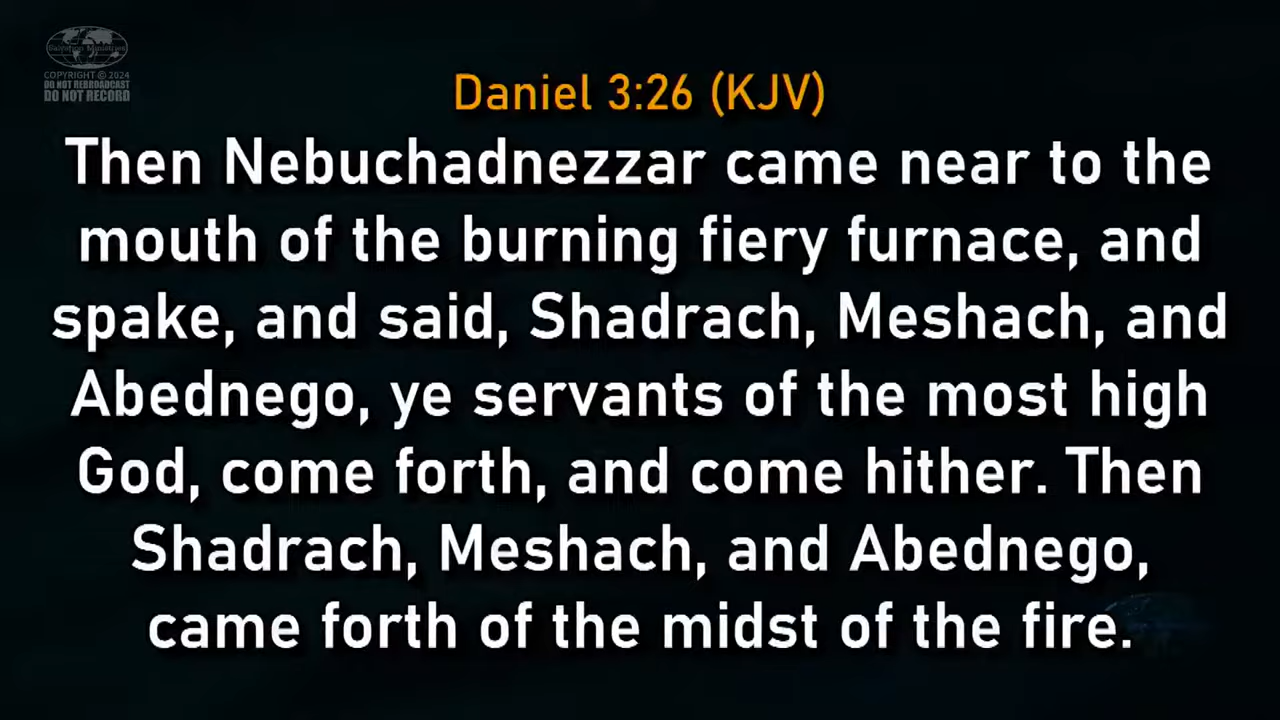 Salvation Ministries
COPYRIGHT © 2024
DO NOT REBROADCAST
DO NOT RECORD
Daniel 3:26 (KJV)
Then Nebuchadnezzar came near to the
mouth of the burning fiery furnace, and
spake, and said, Shadrach, Meshach, and
Abednego, ye servants of the most high
God, come forth, and come hither. Then
Shadrach, Meshach, and Abednego,
came forth of the midst of the fire.